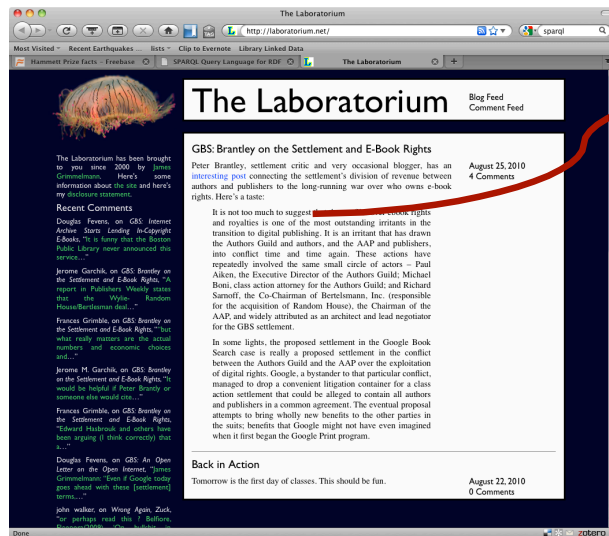 The Laboratorium
http://laboratorium.net/
sparql
Most Visited
Recent Earthquakes ...
lists
Clip to Evernote
Library Linked Data
Hammett Prize facts – Freebase
SPARQL Query Language for RDF
The Laboratorium
The Laboratorium
Blog Feed
Comment Feed
The Laboratorium has been brought
to you since 2000 by James
Grimmelmann. Here's some
information about the site and here's
my disclosure statement.
Recent Comments
Douglas Fevens, on GBS: Internet
Archive Starts Lending In-Copyright
E-Books, "It is funny that the Boston
Public Library never announced this
service…"
Jerome Garchik, on GBS: Brantley on
the Settlement and E-Book Rights, "A
report in Publishers Weekly states
that the Wylie- Random
House/Bertlesman deal…"
Frances Grimble, on GBS: Brantley on
the Settlement and E-Book Rights, ""but
what really matters are the actual
numbers and economic choices
and…"
Jerome M. Garchik, on GBS: Brantley
on the Settlement and E-Book Rights, "It
would be helpful if Peter Brantly or
someone else would cite…"
Frances Grimble, on GBS: Brantley on
the Settlement and E-Book Rights,
"Edward Hasbrouk and others have
been arguing (I think correctly) that
a…"
Douglas Fevens, on GBS: An Open
Letter on the Open Internet, "James
Grimmelmann: "Even if Google today
goes ahead with these [settlement]
terms.…"
john walker, on Wrong Again, Zuck,
"or perhaps read this ? Belfiore,
GBS: Brantley on the Settlement and E-Book Rights
Peter Brantley, settlement critic and very occasional blogger, has an
interesting post connecting the settlement's division of revenue between
authors and publishers to the long-running war over who owns e-book
rights. Here's a taste:
August 25, 2010
4 Comments
It is not too much to suggest ebook rights
and royalties is one of the most outstanding irritants in the
transition to digital publishing. It is an irritant that has drawn
the Authors Guild and authors, and the AAP and publishers,
into conflict time and time again. These actions have
repeatedly involved the same small circle of actors – Paul
Aiken, the Executive Director of the Authors Guild; Michael
Boni, class action attorney for the Authors Guild; and Richard
Sarnoff, the Co-Chairman of Bertelsmann, Inc. (responsible
for the acquisition of Random House), the Chairman of the
AAP, and widely attributed as an architect and lead negotiator
for the GBS settlement.
In some lights, the proposed settlement in the Google Book
Search case is really a proposed settlement in the conflict
between the Authors Guild and the AAP over the exploitation
of digital rights. Google, a bystander to that particular conflict,
managed to drop a convenient litigation container for a class
action settlement that could be alleged to contain all authors
and publishers in a common agreement. The eventual proposal
attempts to bring wholly new benefits to the other parties in
the suits; benefits that Google might not have even imagined
when it first began the Google Print program.
Back in Action
Tomorrow is the first day of classes. This should be fun.
August 22, 2010
0 Comments
Done
zotero